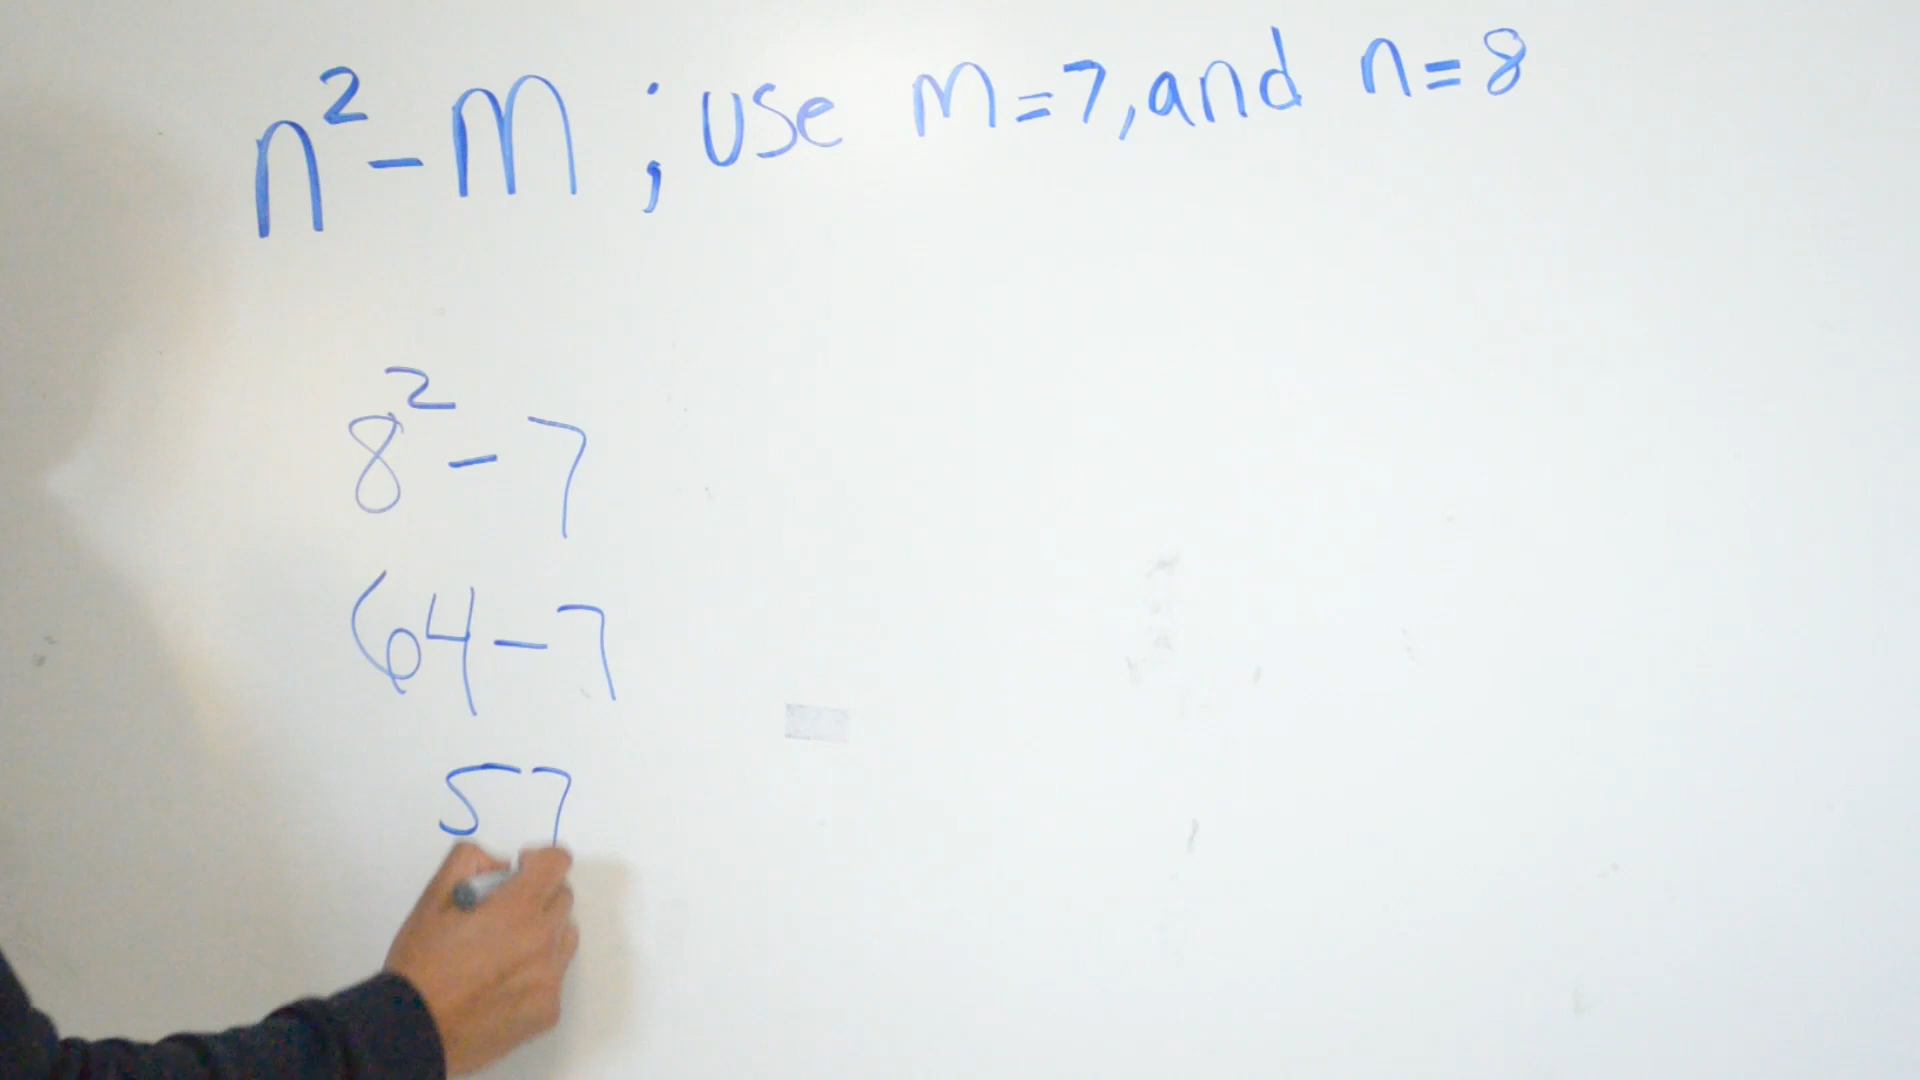 n² - m ; use m=7, and n=8
8² - 7
64 - 7
57